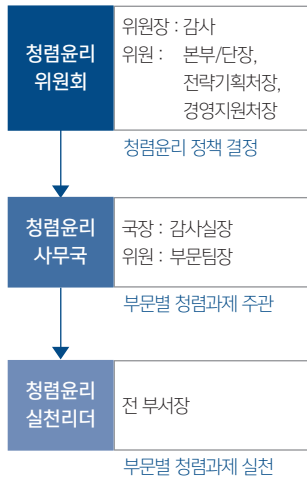 청렴윤리
위원회
위원장 : 감사
위원 : 본부/단장,
전략기획처장,
경영지원처장
청렴윤리 정책 결정
청렴윤리
사무국
국장 : 감사실장
위원 : 부문팀장
부문별 청렴과제 주관
청렴윤리
실천리더
전 부서장
부문별 청렴과제 실천